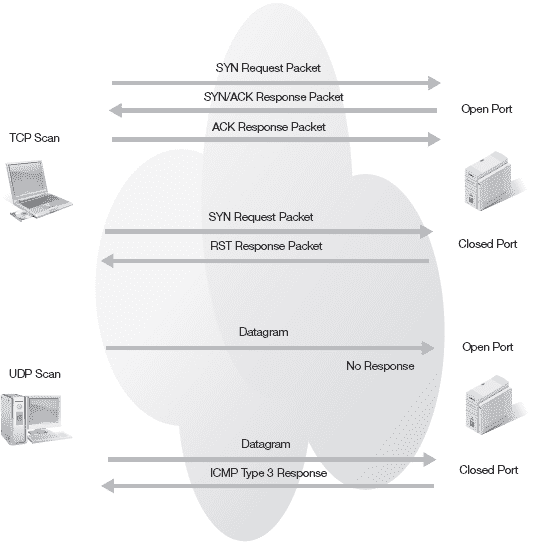 SYN Request Packet
SYN/ACK Response Packet
Open Port
ACK Response Packet
TCP Scan
SYN Request Packet
Closed Port
RST Response Packet
Datagram
Open Port
No Response
UDP Scan
Datagram
Closed Port
ICMP Type 3 Response